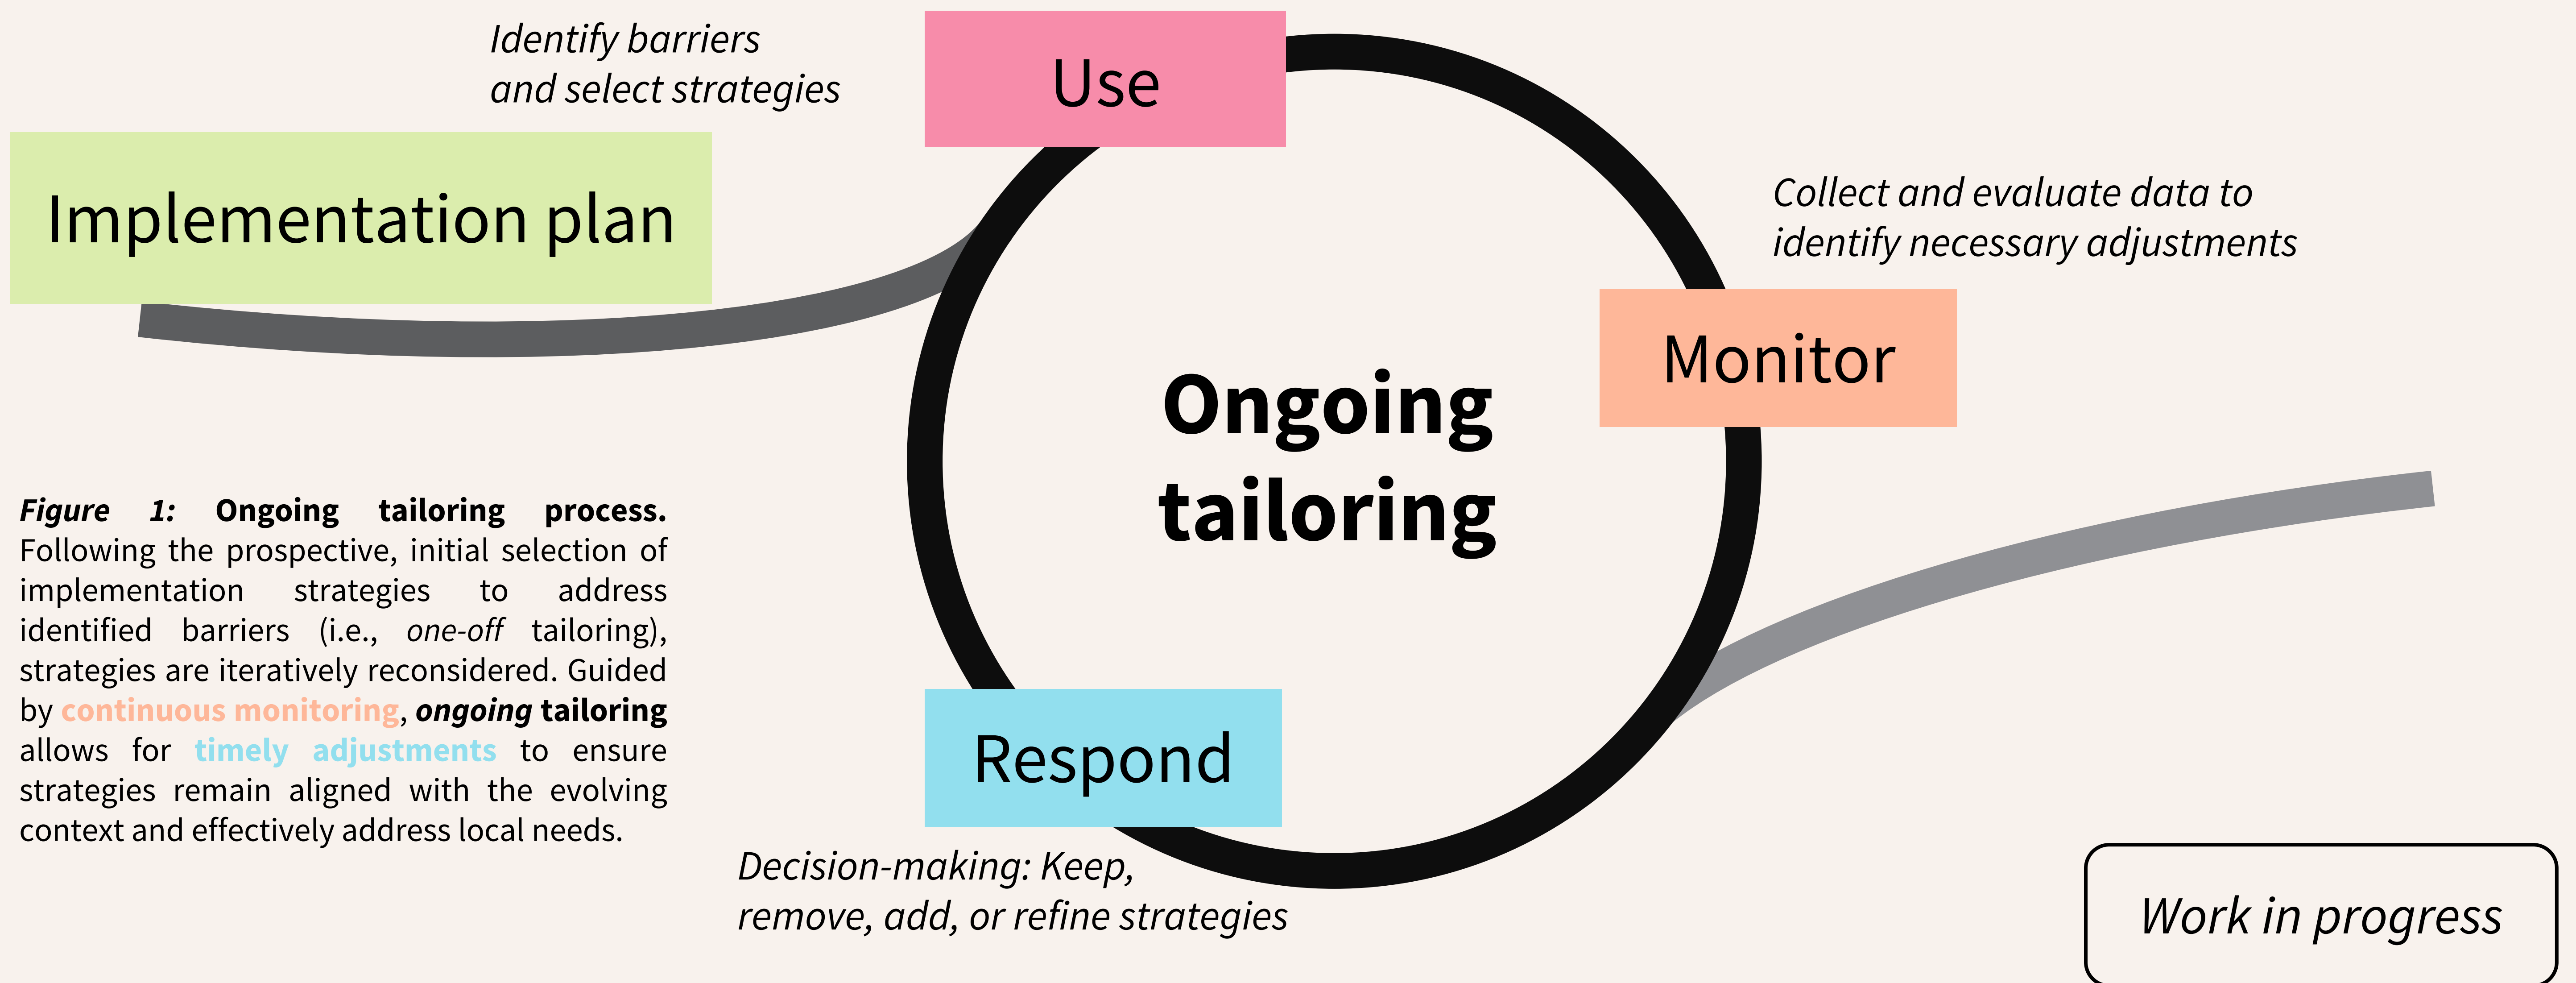 Identify barriers
and select strategies
Use
Implementation plan
Collect and evaluate data to
identify necessary adjustments
Monitor
Ongoing
tailoring
Figure 1: Ongoing tailoring process.
Following the prospective, initial selection of
implementation strategies to address
identified barriers (i.e., one-off tailoring),
strategies are iteratively reconsidered. Guided
by continuous monitoring, ongoing tailoring
allows for timely adjustments to ensure
strategies remain aligned with the evolving
context and effectively address local needs.
Respond
Decision-making: Keep,
remove, add, or refine strategies
Work in progress